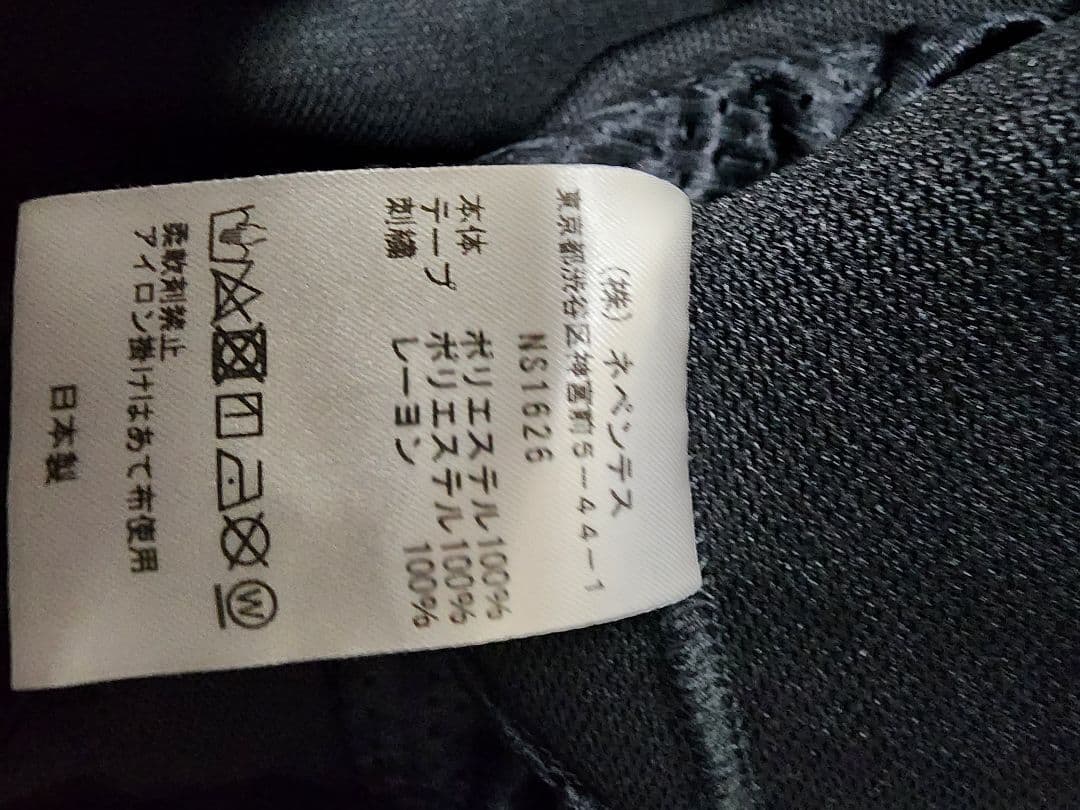 (株) ネペンテス
東京都渋谷区神宮前5-44-1
NS1626
本体 ポリエステル100%
テープ ポリエステル100%
刺繍 レーヨン 100%
W
柔軟剤禁止
アイロン掛けはあて布使用
日本製